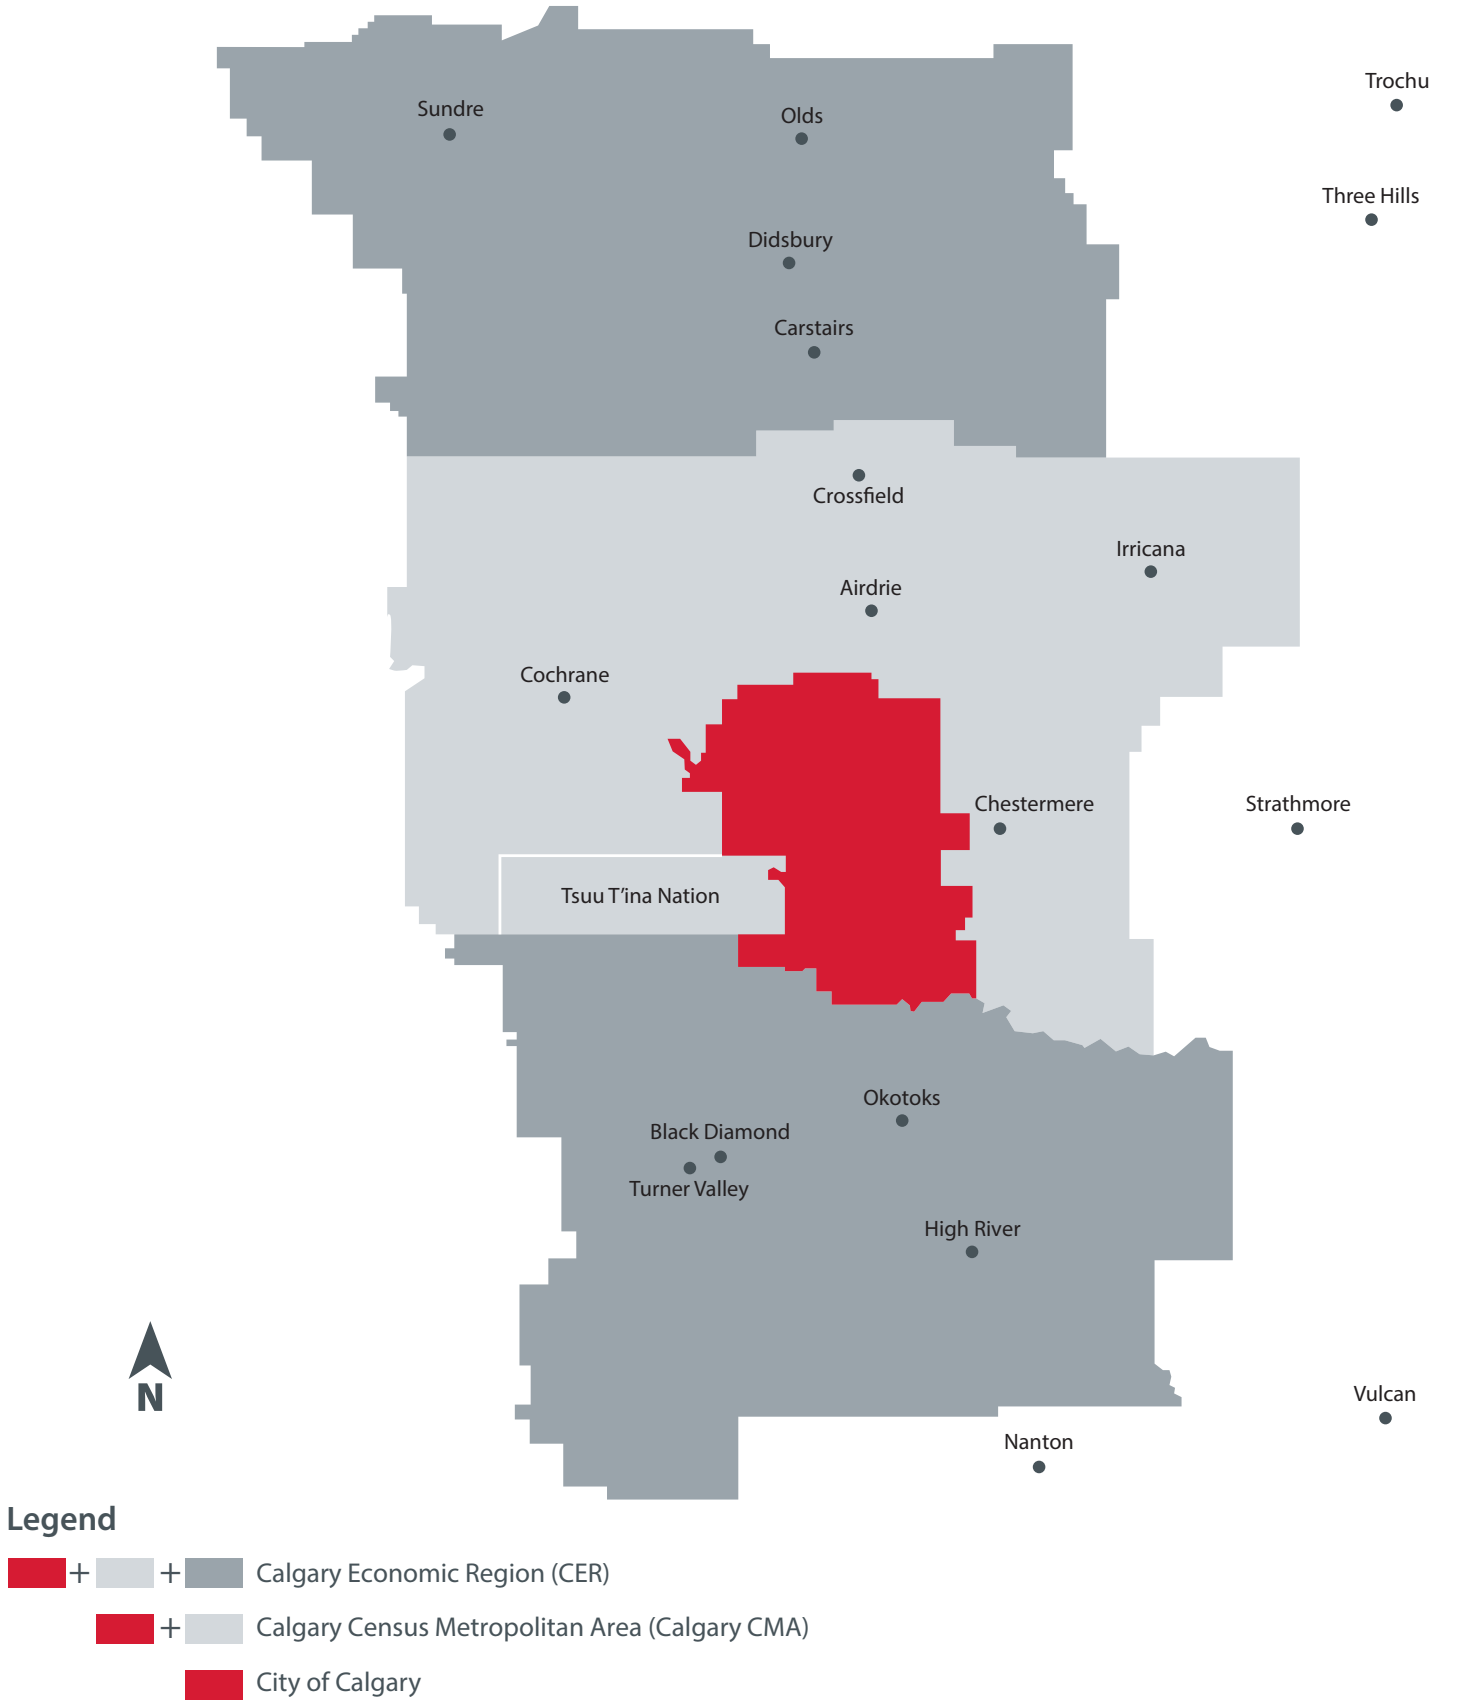 Trochu
Sundre
Olds
Three Hills
Didsbury
Carstairs
Crossfield
Irricana
Airdrie
Cochrane
Chestermere
Strathmore
Tsuu T’ina Nation
Okotoks
Black Diamond
Turner Valley
High River
N
Vulcan
Nanton
Legend
+ + Calgary Economic Region (CER)
+ Calgary Census Metropolitan Area (Calgary CMA)
City of Calgary